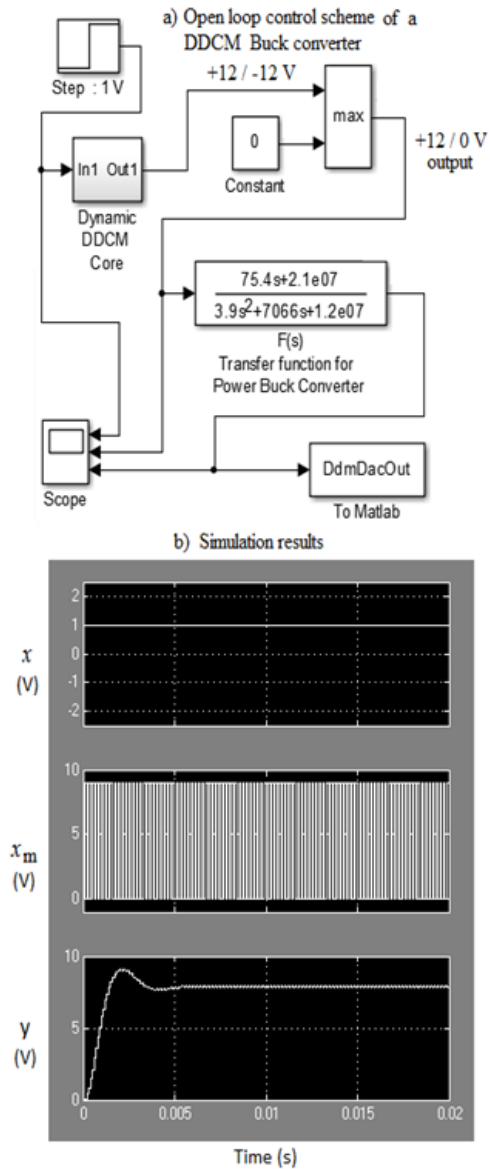 a) Open loop control scheme of a
DDCM Buck converter
Step : 1 V
+12 / -12 V
max
0
Constant
+12 / 0 V
output
In1 Out1
Dynamic
DDCM
Core
75.4s+2.1e07
3.9s²+7066s+1.2e07
F(s)
Transfer function for
Power Buck Converter
Scope
DdmDacOut
To Matlab
b) Simulation results
2
1
0
-1
-2
x
(V)
10
5
0
xm
(V)
10
5
0
y
(V)
0 0.005 0.01 0.015 0.02
Time (s)